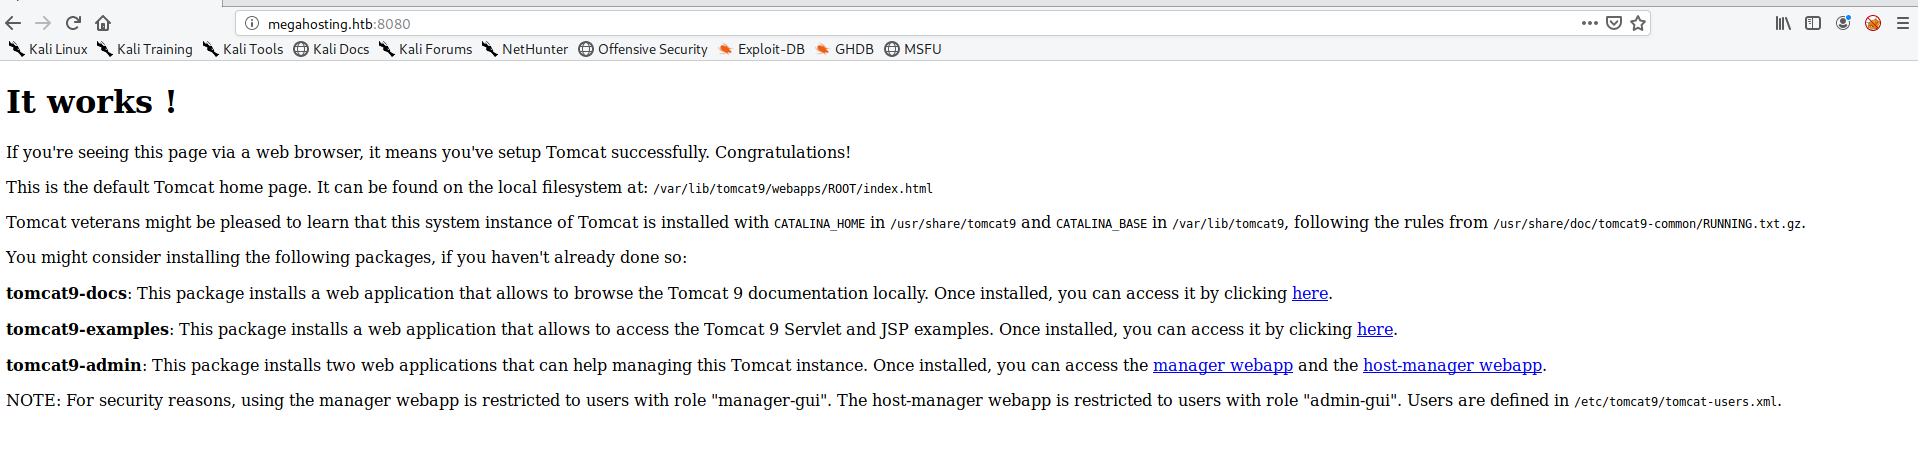 megahosting.htb:8080
Kali Linux Kali Training Kali Tools Kali Docs Kali Forums NetHunter Offensive Security Exploit-DB GHDB MSFU
It works !
If you're seeing this page via a web browser, it means you've setup Tomcat successfully. Congratulations!
This is the default Tomcat home page. It can be found on the local filesystem at: /var/lib/tomcat9/webapps/ROOT/index.html
Tomcat veterans might be pleased to learn that this system instance of Tomcat is installed with CATALINA_HOME in /usr/share/tomcat9 and CATALINA_BASE in /var/lib/tomcat9, following the rules from /usr/share/doc/tomcat9-common/RUNNING.txt.gz.
You might consider installing the following packages, if you haven't already done so:
tomcat9-docs: This package installs a web application that allows to browse the Tomcat 9 documentation locally. Once installed, you can access it by clicking here.
tomcat9-examples: This package installs a web application that allows to access the Tomcat 9 Servlet and JSP examples. Once installed, you can access it by clicking here.
tomcat9-admin: This package installs two web applications that can help managing this Tomcat instance. Once installed, you can access the manager webapp and the host-manager webapp.
NOTE: For security reasons, using the manager webapp is restricted to users with role "manager-gui". The host-manager webapp is restricted to users with role "admin-gui". Users are defined in /etc/tomcat9/tomcat-users.xml.